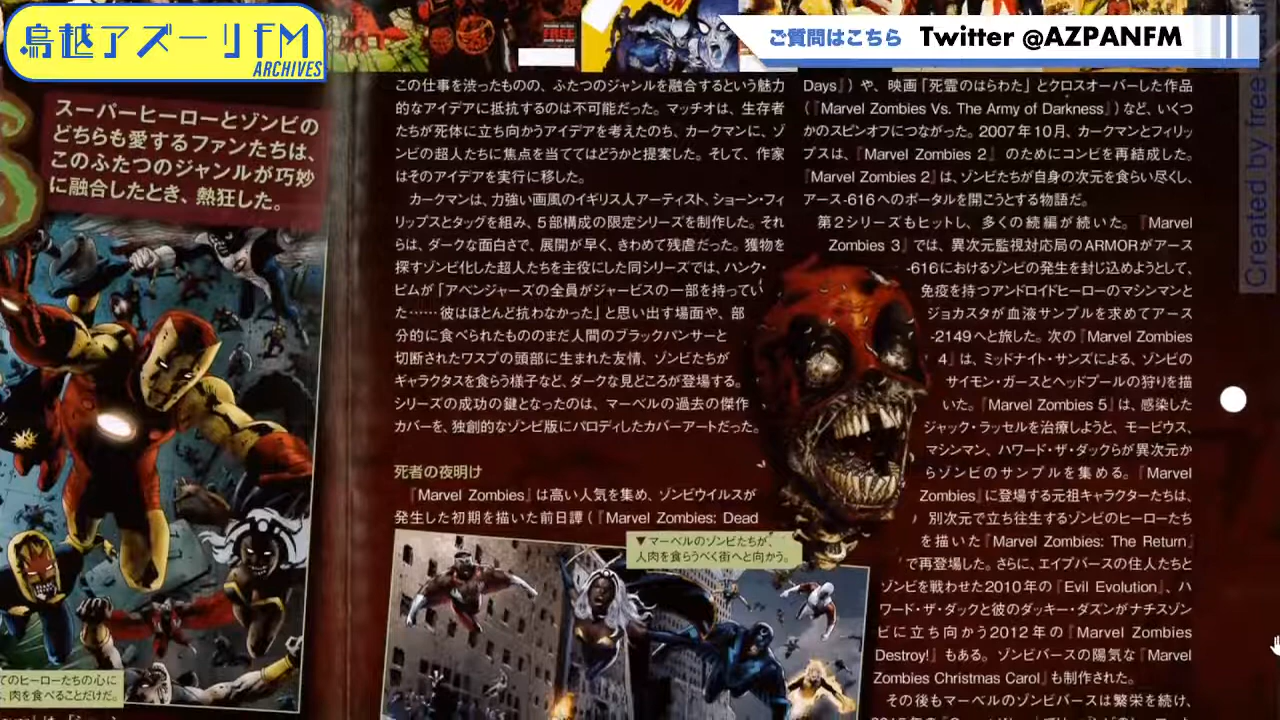 鳥越アズーリFM
ARCHIVES
ご質問はこちら Twitter @AZPANFM
FREE
Created by free
スーパーヒーローとゾンビの
どちらも愛するファンたちは、
このふたつのジャンルが巧妙
に融合したとき、熱狂した。
てのヒーローたちの心に
、肉を食べることだけだ。
この仕事を渋ったものの、ふたつのジャンルを融合するという魅力
的なアイデアに抵抗するのは不可能だった。マッチオは、生存者
たちが死体に立ち向かうアイデアを考えたのち、カークマンに、ゾ
ンビの超人たちに焦点を当ててはどうかと提案した。そして、作家
はそのアイデアを実行に移した。
カークマンは、力強い画風のイギリス人アーティスト、ショーン・フィ
リップスとタッグを組み、5部構成の限定シリーズを制作した。それ
らは、ダークな面白さで、展開が早く、きわめて残虐だった。獲物を
探すゾンビ化した超人たちを主役にした同シリーズでは、ハンク・
ピムが「アベンジャーズの全員がジャービスの一部を持ってい
た……彼はほとんど抗わなかった」と思い出す場面や、部
分的に食べられたもののまだ人間のブラックパンサーと
切断されたワスプの頭部に生まれた友情、ゾンビたちが
ギャラクタスを食らう様子など、ダークな見どころが登場する。
シリーズの成功の鍵となったのは、マーベルの過去の傑作
カバーを、独創的なゾンビ版にパロディしたカバーアートだった。
死者の夜明け
『Marvel Zombies』は高い人気を集め、ゾンビウイルスが
発生した初期を描いた前日譚（『Marvel Zombies: Dead
▼マーベルのゾンビたちが、
人肉を食らうべく街へと向かう。
Days』）や、映画『死霊のはらわた』とクロスオーバーした作品
（『Marvel Zombies Vs. The Army of Darkness』）など、いくつ
かのスピンオフにつながった。2007年10月、カークマンとフィリッ
プスは、『Marvel Zombies 2』のためにコンビを再結成した。
『Marvel Zombies 2』は、ゾンビたちが自身の次元を食らい尽くし、
アース-616へのポータルを開こうとする物語だ。
第2シリーズもヒットし、多くの続編が続いた。『Marvel
Zombies 3』では、異次元監視対応局のARMORがアース
-616におけるゾンビの発生を封じ込めようとして、
免疫を持つアンドロイドヒーローのマシンマンと
ジョカスタが血液サンプルを求めてアース
-2149へと旅した。次の『Marvel Zombies
4』は、ミッドナイト・サンズによる、ゾンビの
サイモン・ガースとヘッドプールの狩りを描
いた。『Marvel Zombies 5』は、感染した
ジャック・ラッセルを治療しようと、モービウス、
マシンマン、ハワード・ザ・ダックらが異次元か
らゾンビのサンプルを集める。『Marvel
Zombies』に登場する元祖キャラクターたちは、
別次元で立ち往生するゾンビのヒーローたち
を描いた『Marvel Zombies: The Return』
で再登場した。さらに、エイプバースの住人たちと
ゾンビを戦わせた2010年の『Evil Evolution』、ハ
ワード・ザ・ダックと彼のダッキー・ダズンがナチスゾン
ビに立ち向かう2012年の『Marvel Zombies
Destroy!』もある。ゾンビバースの陽気な『Marvel
Zombies Christmas Carol』も制作された。
その後もマーベルのゾンビバースは繁栄を続け、